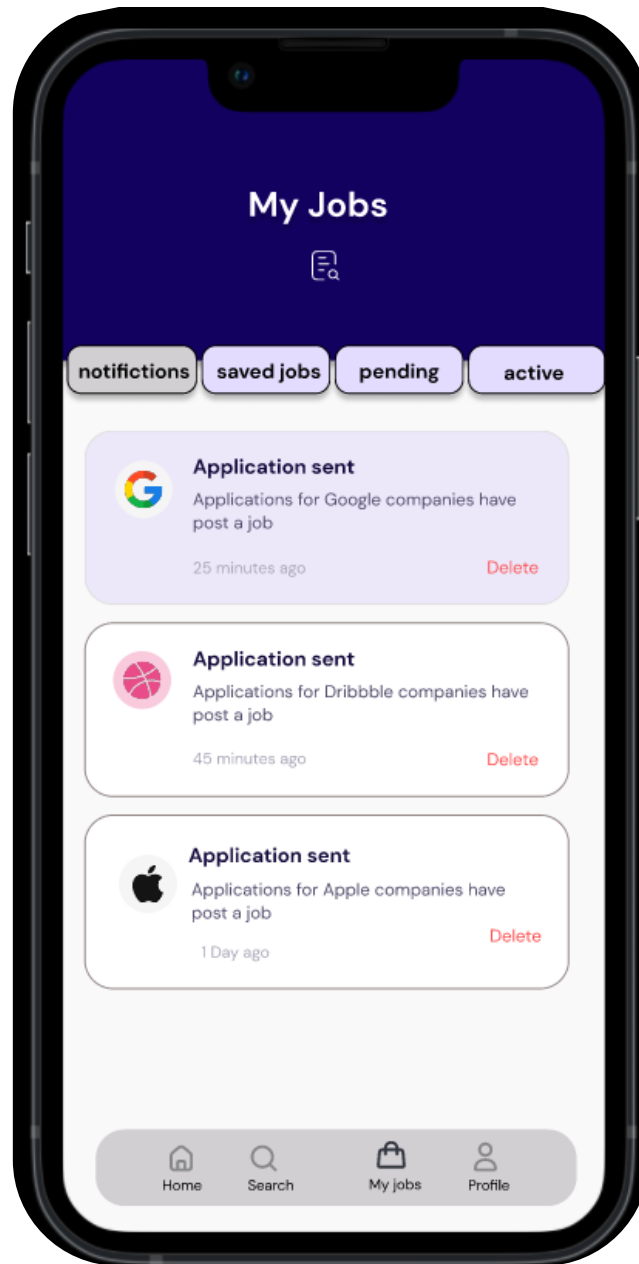 My Jobs
notifictions saved jobs pending active
Application sent
Applications for Google companies have
post a job
25 minutes ago Delete
Application sent
Applications for Dribbble companies have
post a job
45 minutes ago Delete
Application sent
Applications for Apple companies have
post a job
Delete
1 Day ago
Home Search My jobs Profile